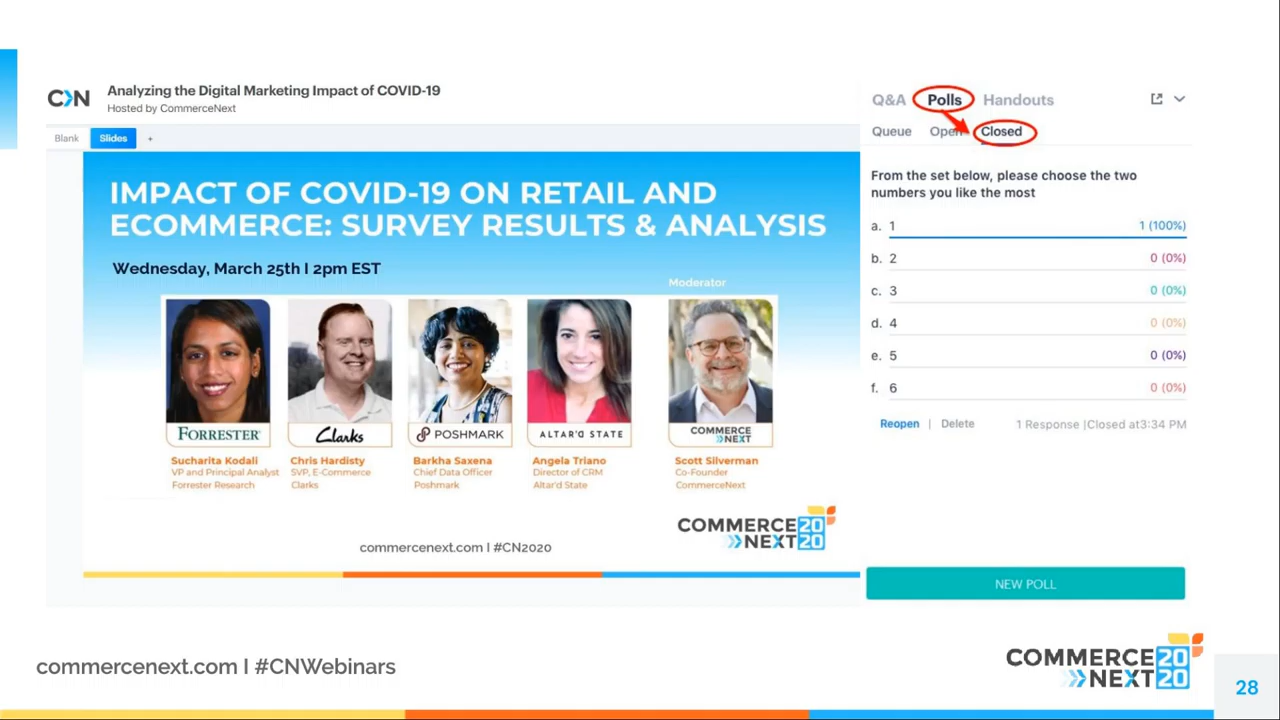 C>N
Analyzing the Digital Marketing Impact of COVID-19
Hosted by CommerceNext
Blank Slides +
IMPACT OF COVID-19 ON RETAIL AND
ECOMMERCE: SURVEY RESULTS & ANALYSIS
Wednesday, March 25th I 2pm EST
Moderator
FORRESTER Clarks POSHMARK ALTAR'D STATE COMMERCE
NEXT
Sucharita Kodali
VP and Principal Analyst
Forrester Research
Chris Hardisty
SVP, E-Commerce
Clarks
Barkha Saxena
Chief Data Officer
Poshmark
Angela Triano
Director of CRM
Altar'd State
Scott Silverman
Co-Founder
CommerceNext
commercenext.com I #CN2020
COMMERCE 20
NEXT 20
Q&A Polls Handouts
Queue Open Closed
From the set below, please choose the two
numbers you like the most
a. 1 1 (100%)
b. 2 0 (0%)
c. 3 0 (0%)
d. 4 0 (0%)
e. 5 0 (0%)
f. 6 0 (0%)
Reopen | Delete 1 Response |Closed at3:34 PM
NEW POLL
commercenext.com I #CNWebinars
COMMERCE 20
NEXT 20
28